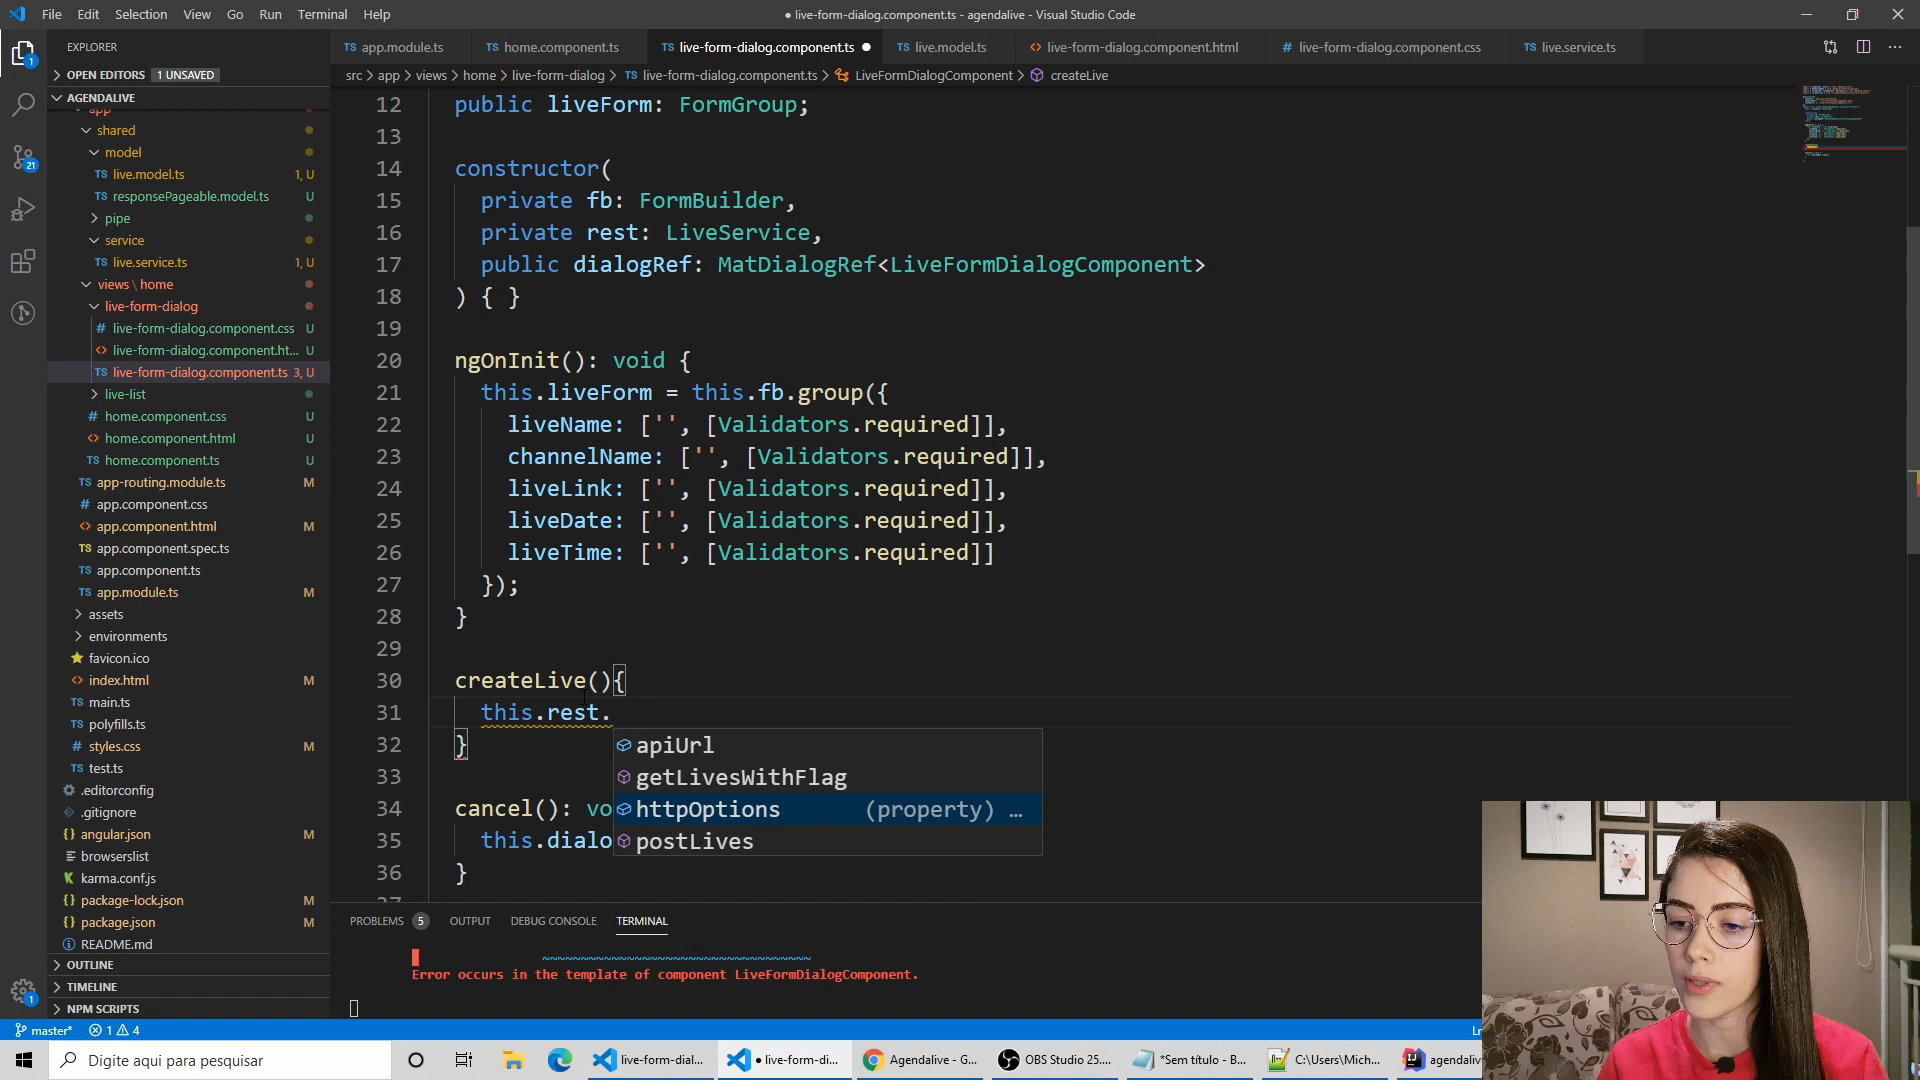 File Edit Selection View Go Run Terminal Help
● live-form-dialog.component.ts - agendalive - Visual Studio Code
EXPLORER
OPEN EDITORS 1 UNSAVED
AGENDALIVE
app
shared
model
TS live.model.ts 1, U
TS responsePageable.model.ts U
pipe
service
TS live.service.ts 1, U
views \ home
live-form-dialog
# live-form-dialog.component.css U
<> live-form-dialog.component.ht... U
TS live-form-dialog.component.ts 3, U
live-list
# home.component.css U
<> home.component.html U
TS home.component.ts U
TS app-routing.module.ts M
# app.component.css
<> app.component.html M
TS app.component.spec.ts
TS app.component.ts
TS app.module.ts M
assets
environments
favicon.ico
<> index.html M
TS main.ts
TS polyfills.ts
# styles.css M
TS test.ts
.editorconfig
.gitignore
{} angular.json M
browserslist
karma.conf.js
{} package-lock.json M
{} package.json M
README.md
OUTLINE
TIMELINE
NPM SCRIPTS
1
21
1
TS app.module.ts TS home.component.ts TS live-form-dialog.component.ts ● TS live.model.ts <> live-form-dialog.component.html # live-form-dialog.component.css TS live.service.ts
src > app > views > home > live-form-dialog > TS live-form-dialog.component.ts > LiveFormDialogComponent > createLive
12 public liveForm: FormGroup;
13
14 constructor(
15 private fb: FormBuilder,
16 private rest: LiveService,
17 public dialogRef: MatDialogRef<LiveFormDialogComponent>
18 ) { }
19
20 ngOnInit(): void {
21 this.liveForm = this.fb.group({
22 liveName: ['', [Validators.required]],
23 channelName: ['', [Validators.required]],
24 liveLink: ['', [Validators.required]],
25 liveDate: ['', [Validators.required]],
26 liveTime: ['', [Validators.required]]
27 });
28 }
29
30 createLive(){
31 this.rest.
32 }
33
34 cancel(): vo
35 this.dialo
36 }
37
apiUrl
getLivesWithFlag
httpOptions (property) ...
postLives
PROBLEMS 5 OUTPUT DEBUG CONSOLE TERMINAL
~~~~~~~~~~~~~~~~~~~~~~~~~~~~~~~~~~
Error occurs in the template of component LiveFormDialogComponent.
master* 1 4
Ln
Digite aqui para pesquisar
live-form-dial...
● live-form-di...
Agendalive - G...
OBS Studio 25....
*Sem título - B...
C:\Users\Mich...
agendaliv